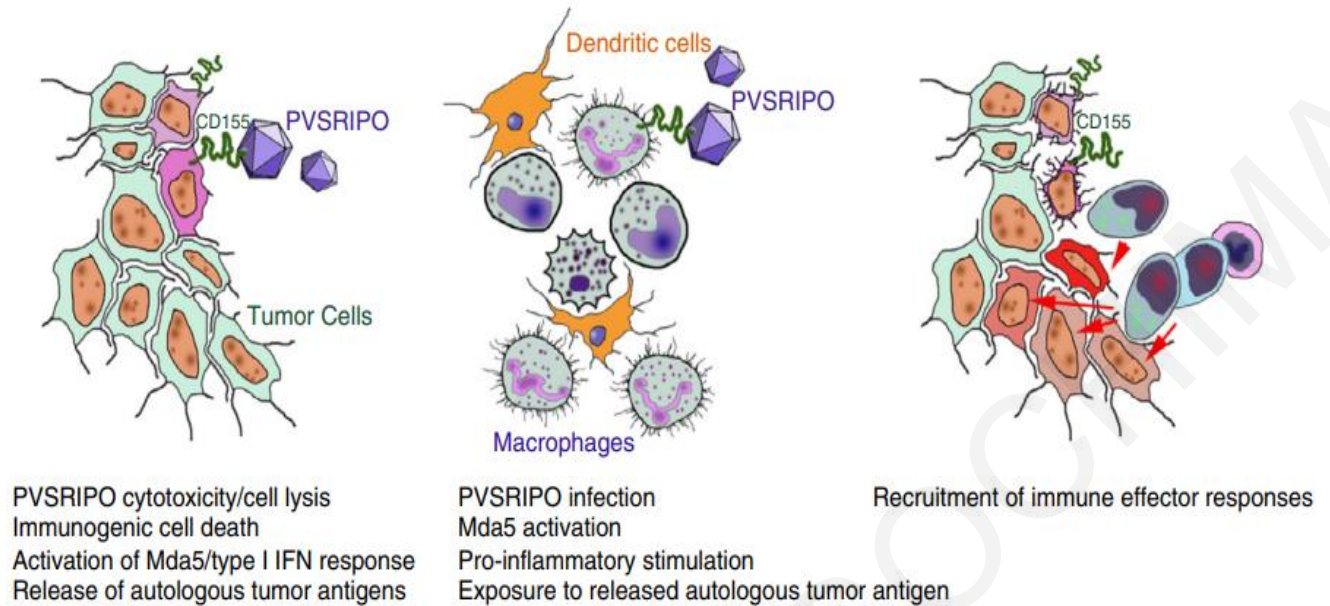 Dendritic cells
CD155
PVSRIPO
PVSRIPO
CD155
Tumor Cells
Macrophages
PVSRIPO cytotoxicity/cell lysis
Immunogenic cell death
Activation of Mda5/type I IFN response
Release of autologous tumor antigens
PVSRIPO infection
Mda5 activation
Pro-inflammatory stimulation
Exposure to released autologous tumor antigen
Recruitment of immune effector responses